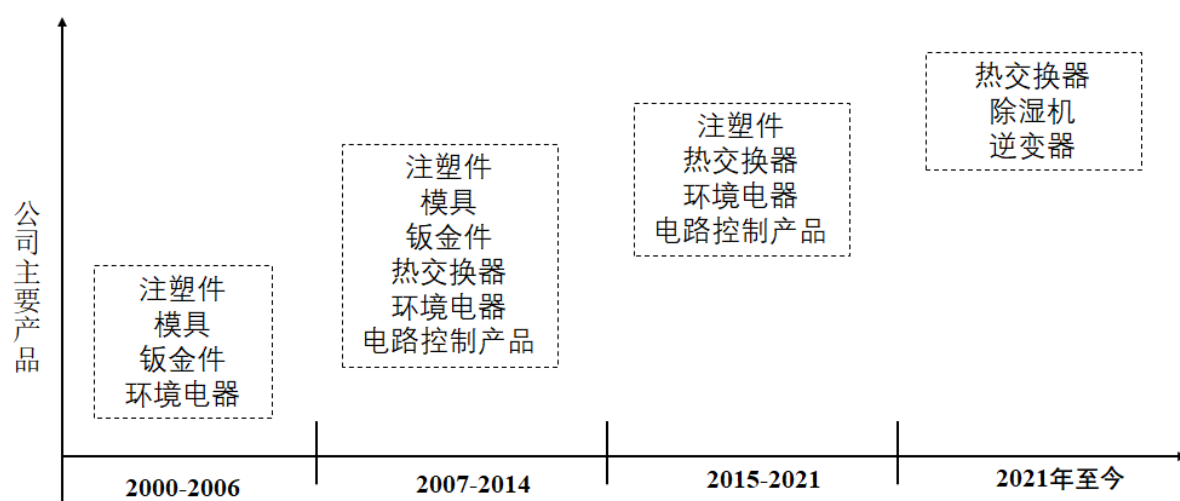 公司主要产品
注塑件
模具
钣金件
环境电器
注塑件
模具
钣金件
热交换器
环境电器
电路控制产品
注塑件
热交换器
环境电器
电路控制产品
热交换器
除湿机
逆变器
2000-2006
2007-2014
2015-2021
2021年至今